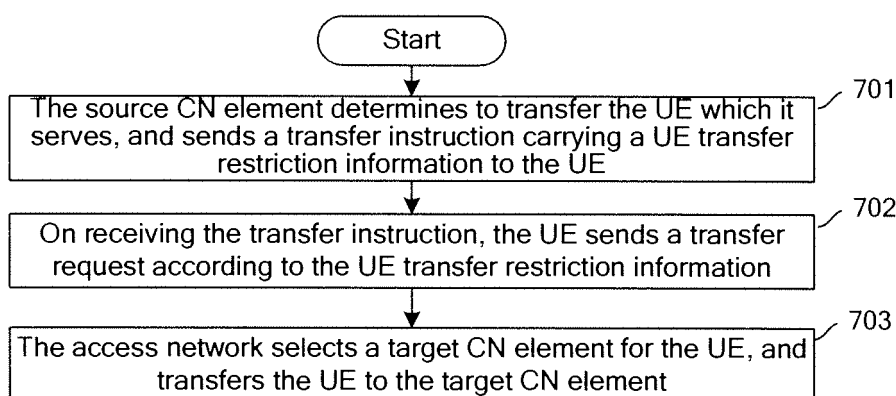 Start
701
The source CN element determines to transfer the UE which it
serves, and sends a transfer instruction carrying a UE transfer
restriction information to the UE
702
On receiving the transfer instruction, the UE sends a transfer
request according to the UE transfer restriction information
703
The access network selects a target CN element for the UE, and
transfers the UE to the target CN element